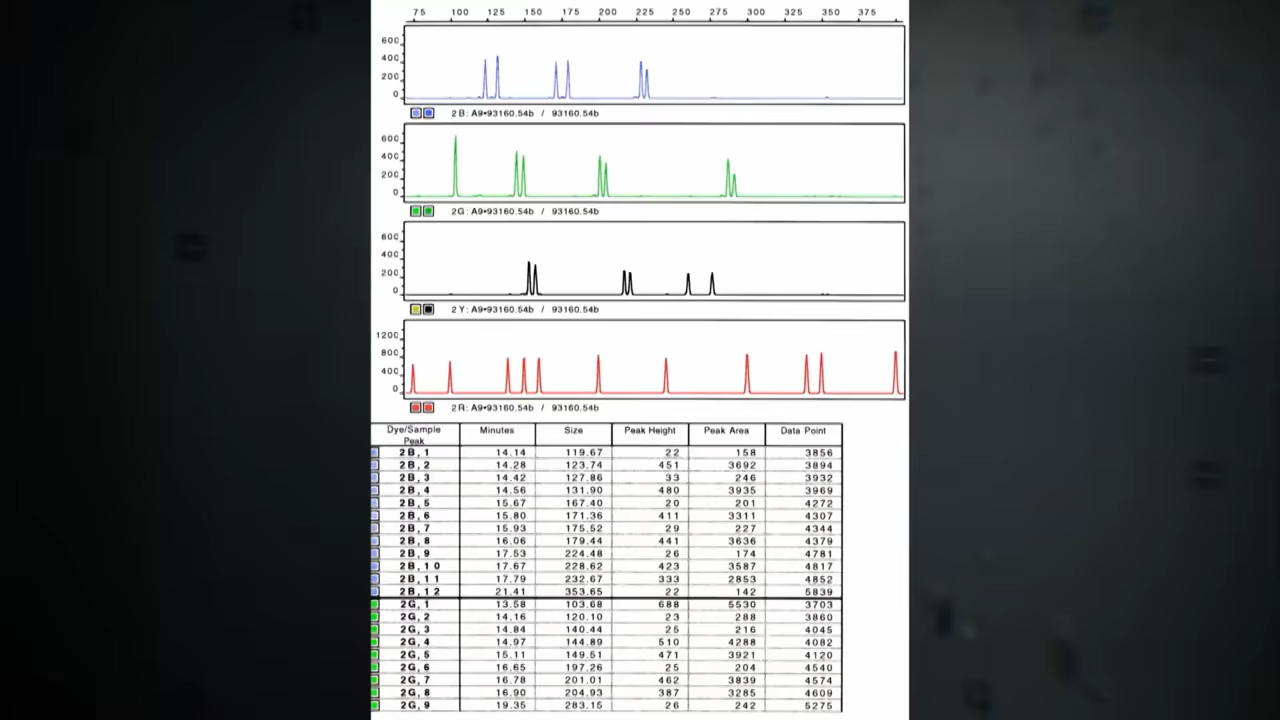 75 100 125 150 175 200 225 250 275 300 325 350 375
600
400
200
0
2B: A9•93160.54b / 93160.54b
600
400
200
0
2G: A9•93160.54b / 93160.54b
600
400
200
0
2Y: A9•93160.54b / 93160.54b
1200
800
400
0
2R: A9•93160.54b / 93160.54b
Dye/Sample Peak Minutes Size Peak Height Peak Area Data Point
2B, 1 14.14 119.67 22 158 3856
2B, 2 14.28 123.74 451 3692 3894
2B, 3 14.42 127.86 33 246 3932
2B, 4 14.56 131.90 480 3935 3969
2B, 5 15.67 167.40 20 201 4272
2B, 6 15.80 171.36 411 3311 4307
2B, 7 15.93 175.52 29 227 4344
2B, 8 16.06 179.44 441 3636 4379
2B, 9 17.53 224.48 26 174 4781
2B, 10 17.67 228.62 423 3587 4817
2B, 11 17.79 232.67 333 2853 4852
2B, 12 21.41 353.65 22 142 5839
2G, 1 13.58 103.68 688 5530 3703
2G, 2 14.16 120.10 23 288 3860
2G, 3 14.84 140.44 25 216 4045
2G, 4 14.97 144.89 510 4288 4082
2G, 5 15.11 149.51 471 3921 4120
2G, 6 16.65 197.26 25 204 4540
2G, 7 16.78 201.01 462 3839 4574
2G, 8 16.90 204.93 387 3285 4609
2G, 9 19.35 283.15 26 242 5275